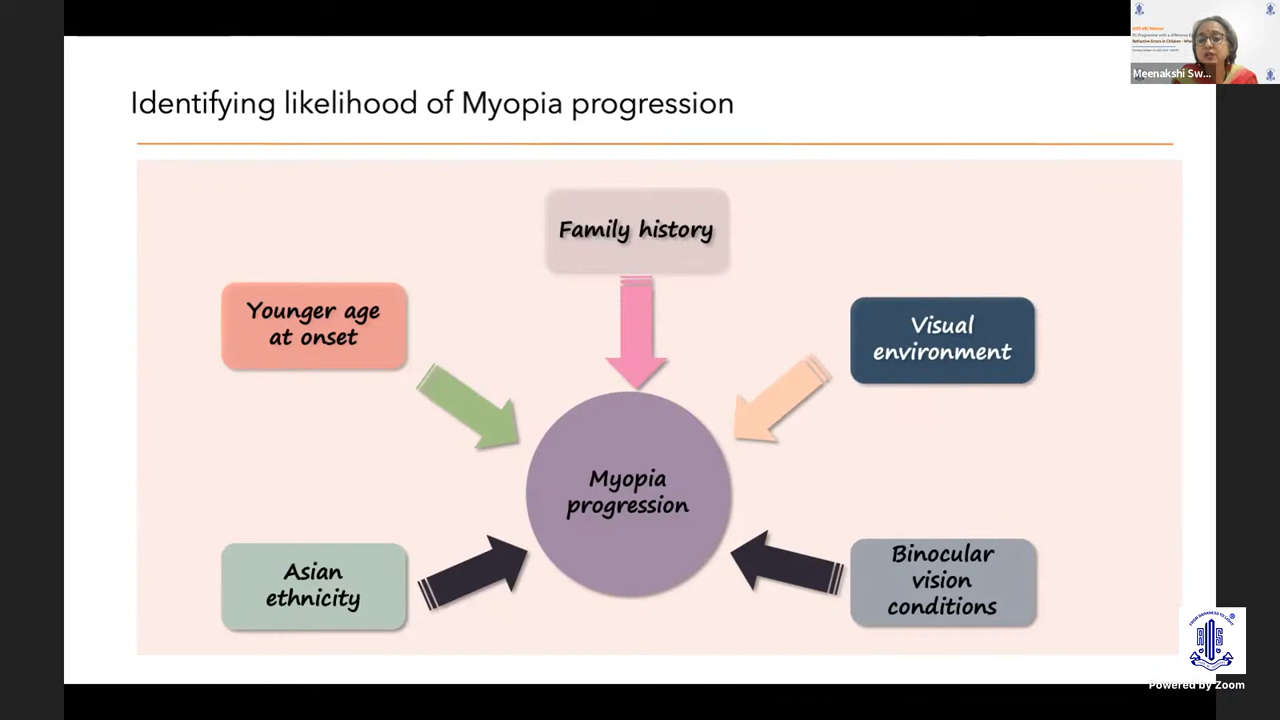 Identifying likelihood of Myopia progression
Family history
Younger age
at onset
Visual
environment
Myopia
progression
Asian
ethnicity
Binocular
vision
conditions
Meenakshi Sw...
Powered by Zoom